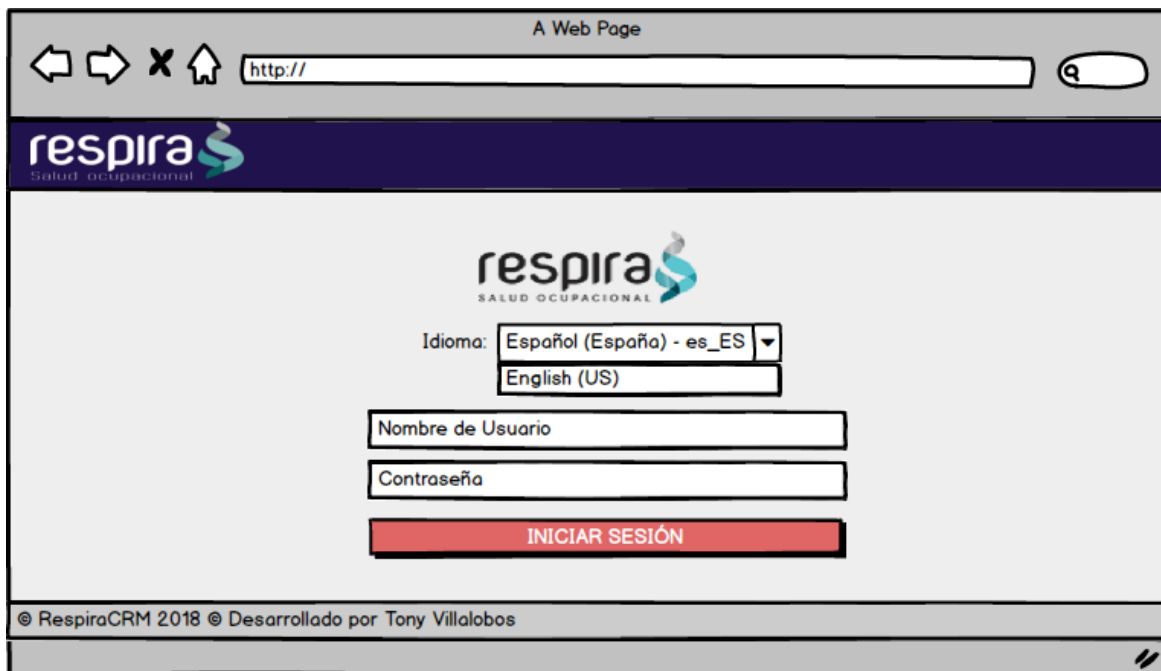 A Web Page
http://
respira
Salud ocupacional
respira
SALUD OCUPACIONAL
Idioma: Español (España) - es_ES
English (US)
Nombre de Usuario
Contraseña
INICIAR SESIÓN
© RespiraCRM 2018 © Desarrollado por Tony Villalobos